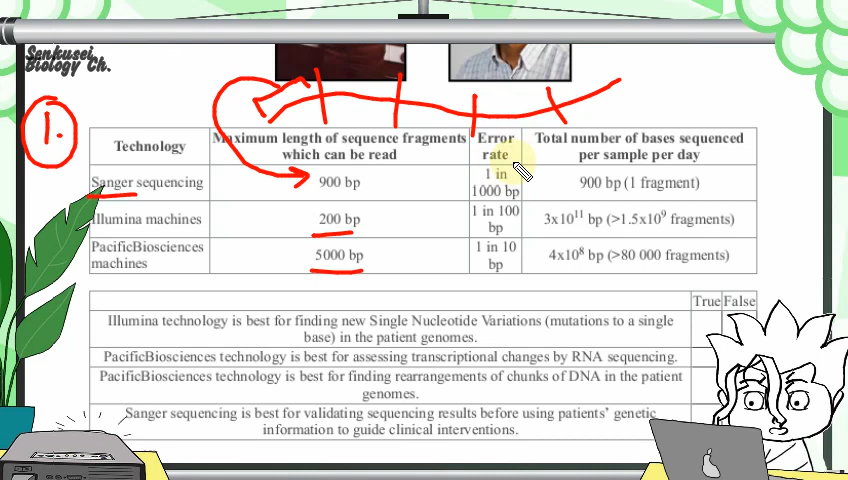 Senkusei
Biology Ch.
1.
Technology
Maximum length of sequence fragments
which can be read
Error
rate
Total number of bases sequenced
per sample per day
Sanger sequencing
900 bp
1 in
1000 bp
900 bp (1 fragment)
Illumina machines
200 bp
1 in 100
bp
3x10¹¹ bp (>1.5x10⁹ fragments)
PacificBiosciences
machines
5000 bp
1 in 10
bp
4x10⁸ bp (>80 000 fragments)
True False
Illumina technology is best for finding new Single Nucleotide Variations (mutations to a single
base) in the patient genomes.
PacificBiosciences technology is best for assessing transcriptional changes by RNA sequencing.
PacificBiosciences technology is best for finding rearrangements of chunks of DNA in the patient
genomes.
Sanger sequencing is best for validating sequencing results before using patients' genetic
information to guide clinical interventions.